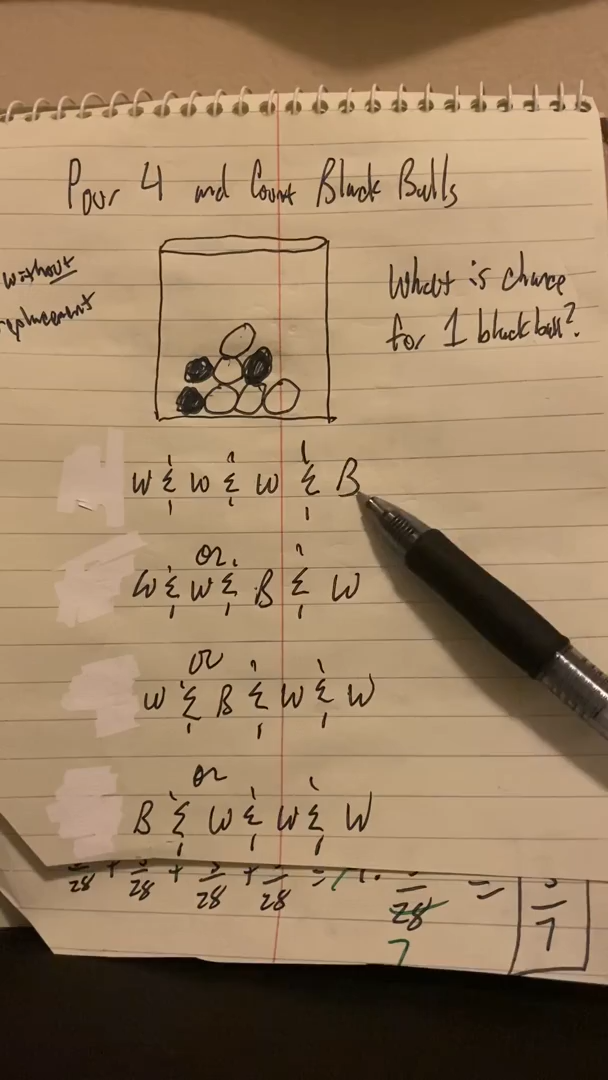 Pour 4 and Count Black Balls
without
replacement
What is chance
for 1 black ball?
W & W & W & B
or
W & W & B & W
or
W & B & W & W
or
B & W & W & W
28 + 28 + 28 + 28 = 28 =
7
7